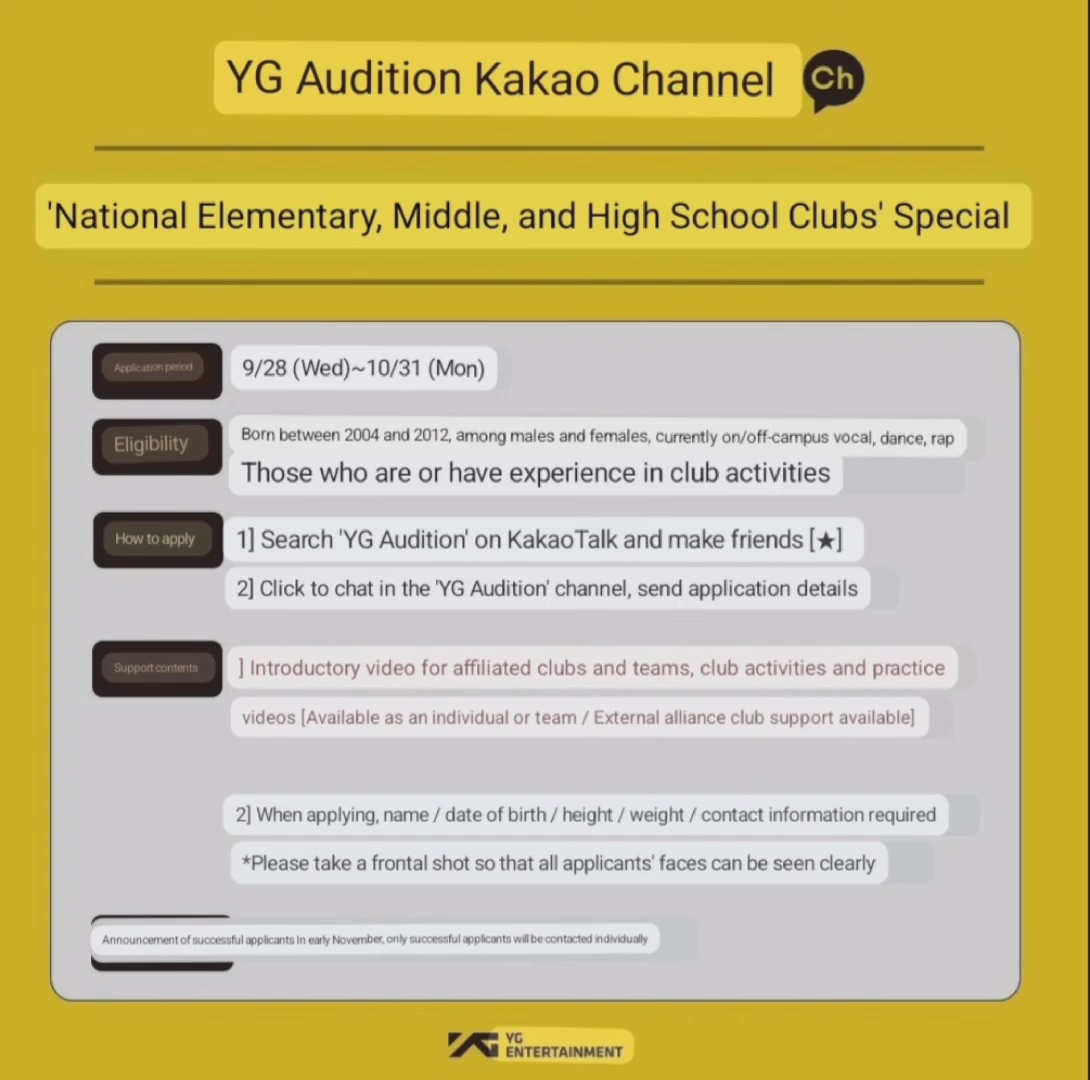 YG Audition Kakao Channel Ch
'National Elementary, Middle, and High School Clubs' Special
Application period 9/28 (Wed)~10/31 (Mon)
Eligibility Born between 2004 and 2012, among males and females, currently on/off-campus vocal, dance, rap
Those who are or have experience in club activities
How to apply 1] Search 'YG Audition' on KakaoTalk and make friends [★]
2] Click to chat in the 'YG Audition' channel, send application details
Support contents ] Introductory video for affiliated clubs and teams, club activities and practice
videos [Available as an individual or team / External alliance club support available]
2] When applying, name / date of birth / height / weight / contact information required
*Please take a frontal shot so that all applicants' faces can be seen clearly
Announcement of successful applicants in early November, only successful applicants will be contacted individually
YG YG
ENTERTAINMENT